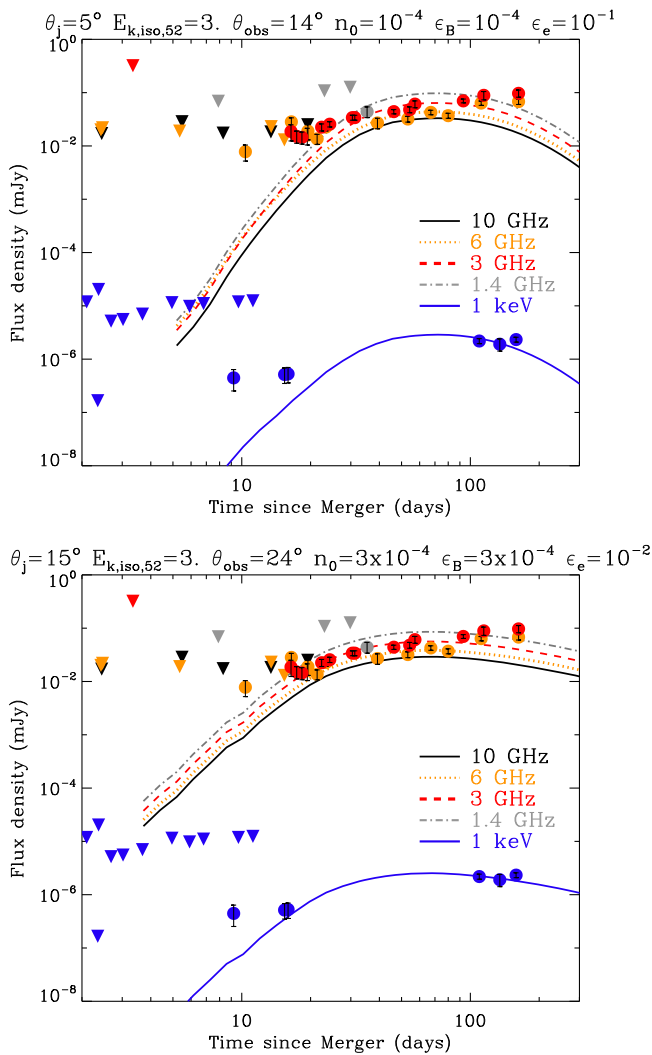 θj=5° Ek,iso,52=3. θobs=14° n0=10^-4 ϵB=10^-4 ϵe=10^-1
10^0
10^-2
10^-4
10^-6
10^-8
Flux density (mJy)
10 GHz
6 GHz
3 GHz
1.4 GHz
1 keV
10
100
Time since Merger (days)
θj=15° Ek,iso,52=3. θobs=24° n0=3x10^-4 ϵB=3x10^-4 ϵe=10^-2
10^0
10^-2
10^-4
10^-6
10^-8
Flux density (mJy)
10 GHz
6 GHz
3 GHz
1.4 GHz
1 keV
10
100
Time since Merger (days)